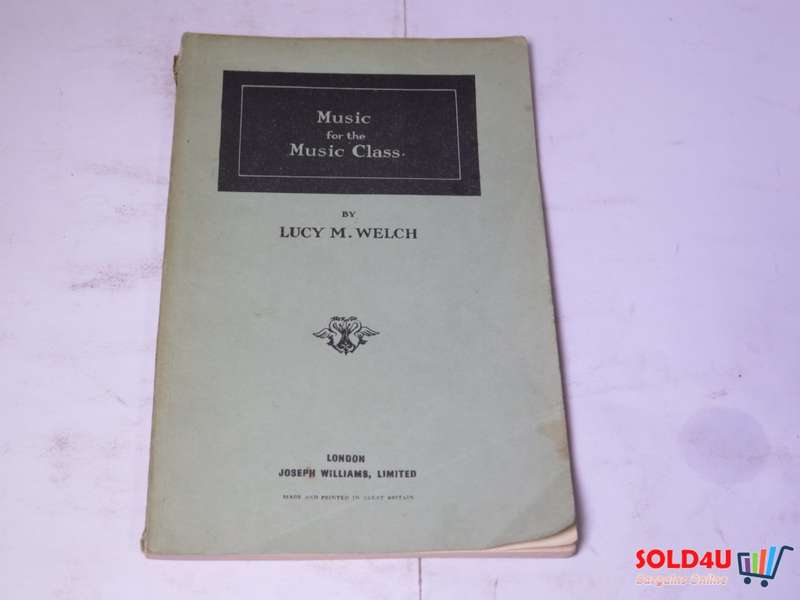 Music
for the
Music Class.
BY
LUCY M. WELCH
LONDON
JOSEPH WILLIAMS, LIMITED
MADE AND PRINTED IN GREAT BRITAIN
SOLD4U
Bargains Online